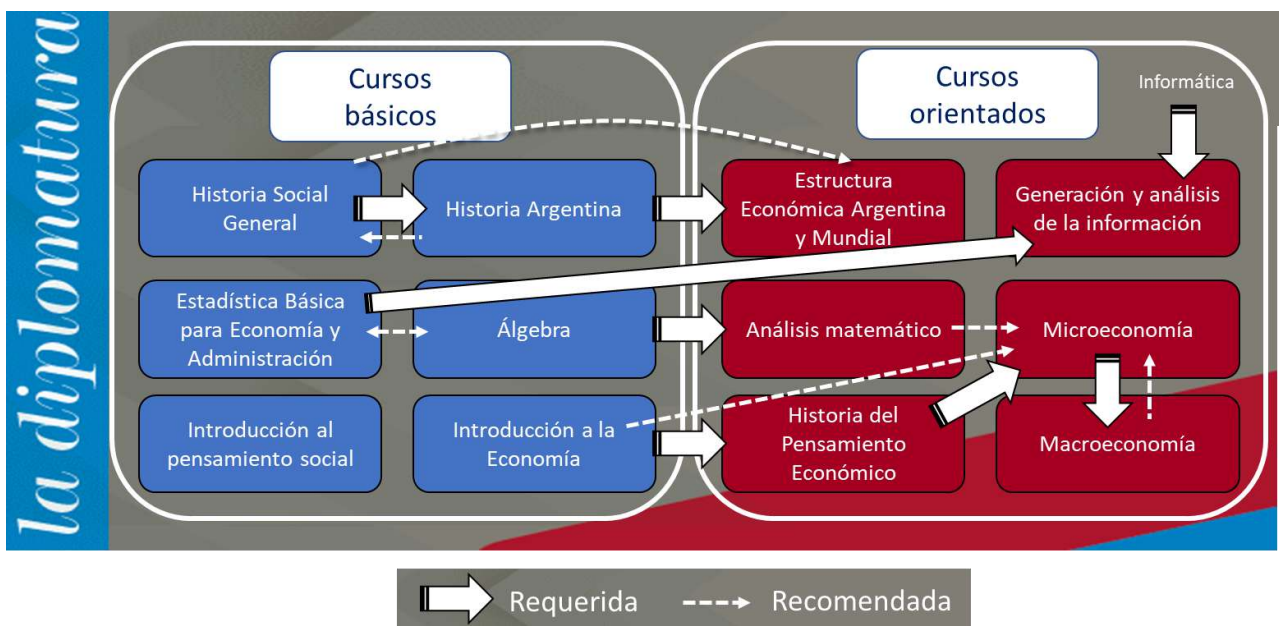 la diplomatura
Cursos
básicos
Cursos
orientados
Informática
Historia Social
General
Historia Argentina
Estructura
Económica Argentina
y Mundial
Generación y análisis
de la información
Estadística Básica
para Economía y
Administración
Álgebra
Análisis matemático
Microeconomía
Introducción al
pensamiento social
Introducción a la
Economía
Historia del
Pensamiento
Económico
Macroeconomía
Requerida
Recomendada